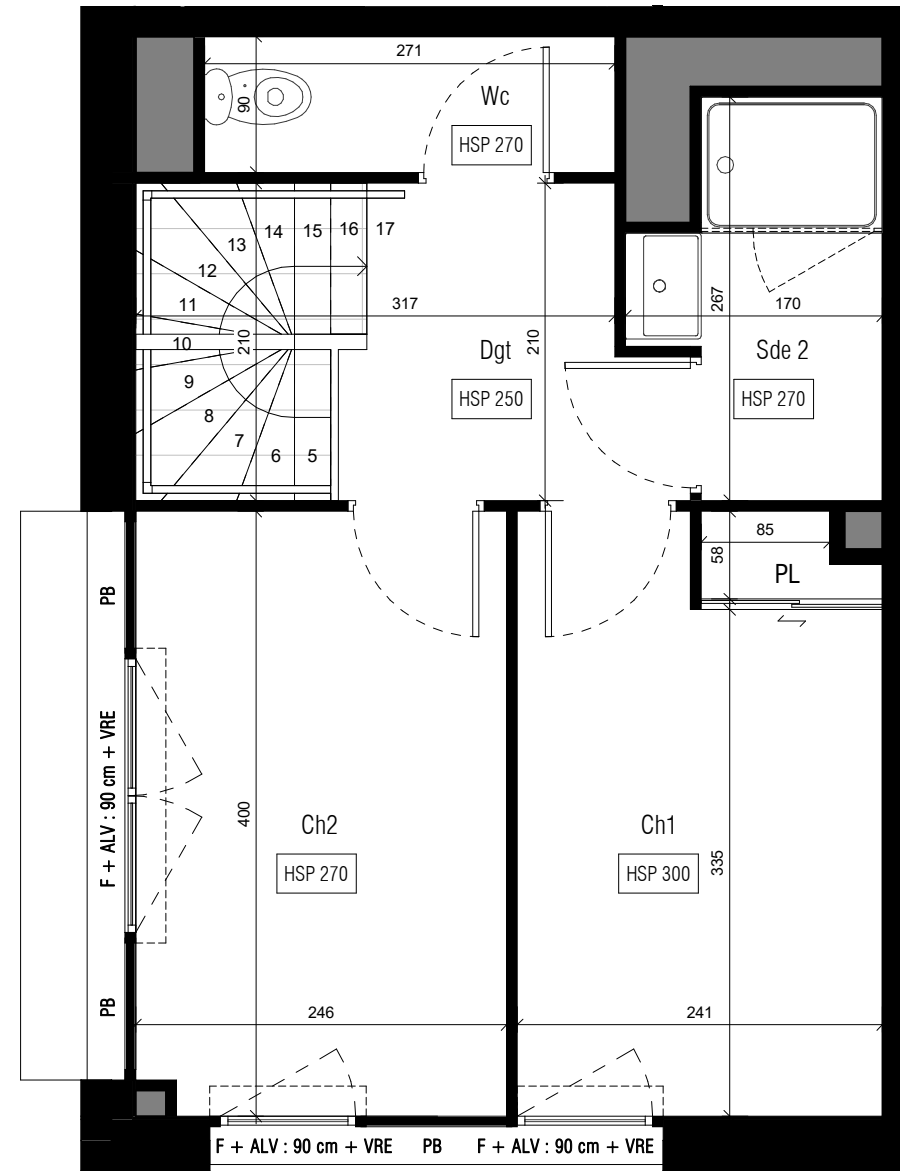 271
90
Wc
HSP 270
13
14
15
16
17
12
11
10
9
8
7
6
5
210
317
210
Dgt
HSP 250
267
170
Sde 2
HSP 270
85
58
PL
PB
F + ALV : 90 cm + VRE
PB
400
Ch2
HSP 270
246
Ch1
HSP 300
335
241
F + ALV : 90 cm + VRE
PB
F + ALV : 90 cm + VRE